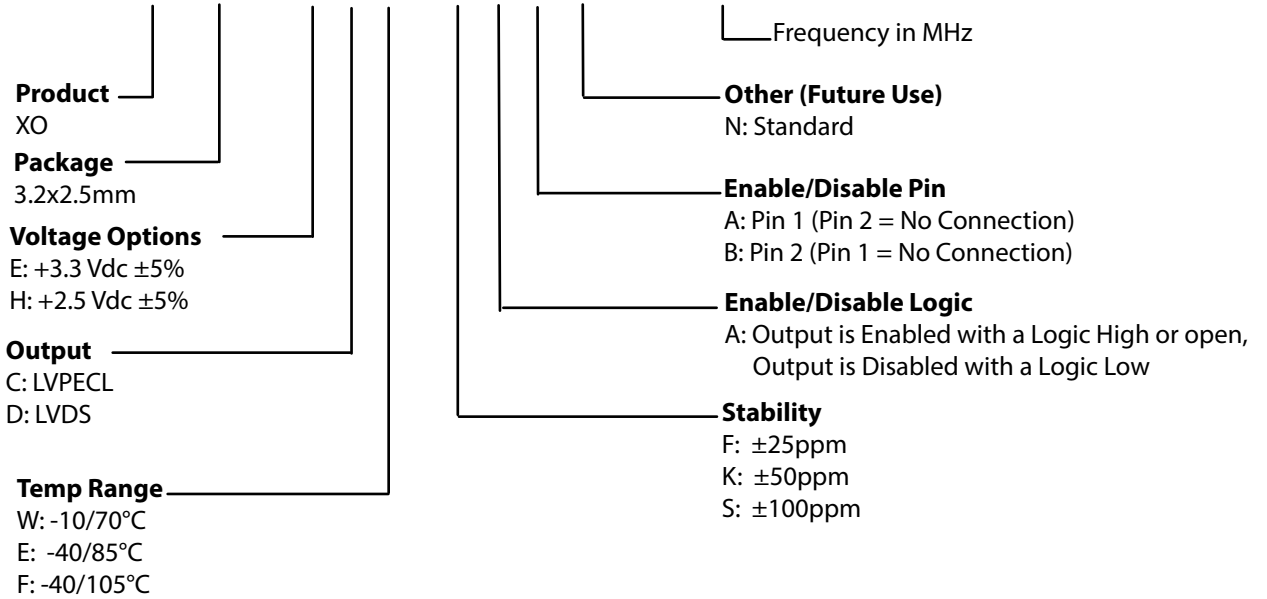 Frequency in MHz
Product
XO
Package
3.2x2.5mm
Voltage Options
E: +3.3 Vdc ±5%
H: +2.5 Vdc ±5%
Output
C: LVPECL
D: LVDS
Temp Range
W: -10/70°C
E: -40/85°C
F: -40/105°C
Other (Future Use)
N: Standard
Enable/Disable Pin
A: Pin 1 (Pin 2 = No Connection)
B: Pin 2 (Pin 1 = No Connection)
Enable/Disable Logic
A: Output is Enabled with a Logic High or open,
Output is Disabled with a Logic Low
Stability
F: ±25ppm
K: ±50ppm
S: ±100ppm